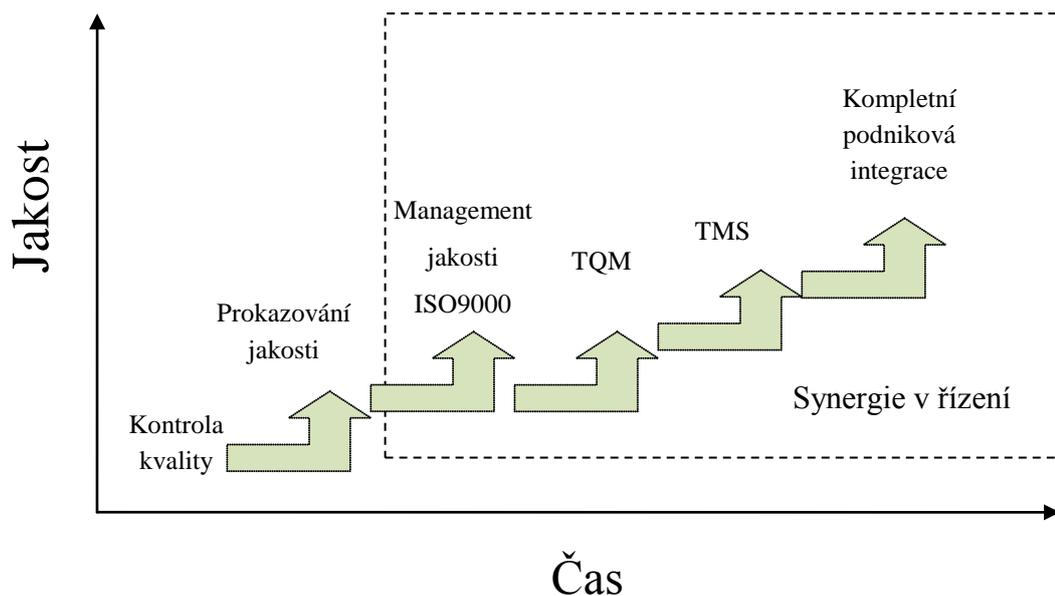 Jakost
Kontrola
kvality
Prokazování
jakosti
Management
jakosti
ISO9000
TQM
TMS
Kompletní
podniková
integrace
Synergie v řízení
Čas